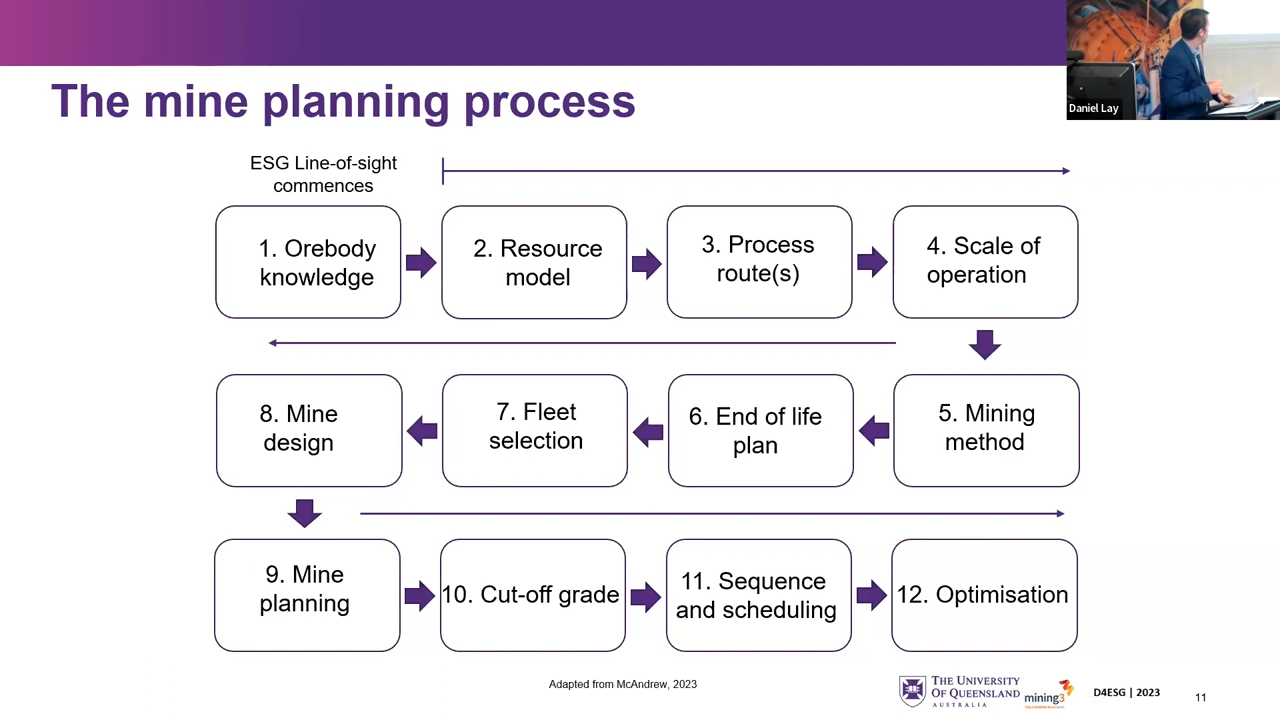 The mine planning process
Daniel Lay
ESG Line-of-sight
commences
1. Orebody
knowledge
2. Resource
model
3. Process
route(s)
4. Scale of
operation
8. Mine
design
7. Fleet
selection
6. End of life
plan
5. Mining
method
9. Mine
planning
10. Cut-off grade
11. Sequence
and scheduling
12. Optimisation
Adapted from McAndrew, 2023
THE UNIVERSITY
OF QUEENSLAND
AUSTRALIA
mining3
D4ESG | 2023
11